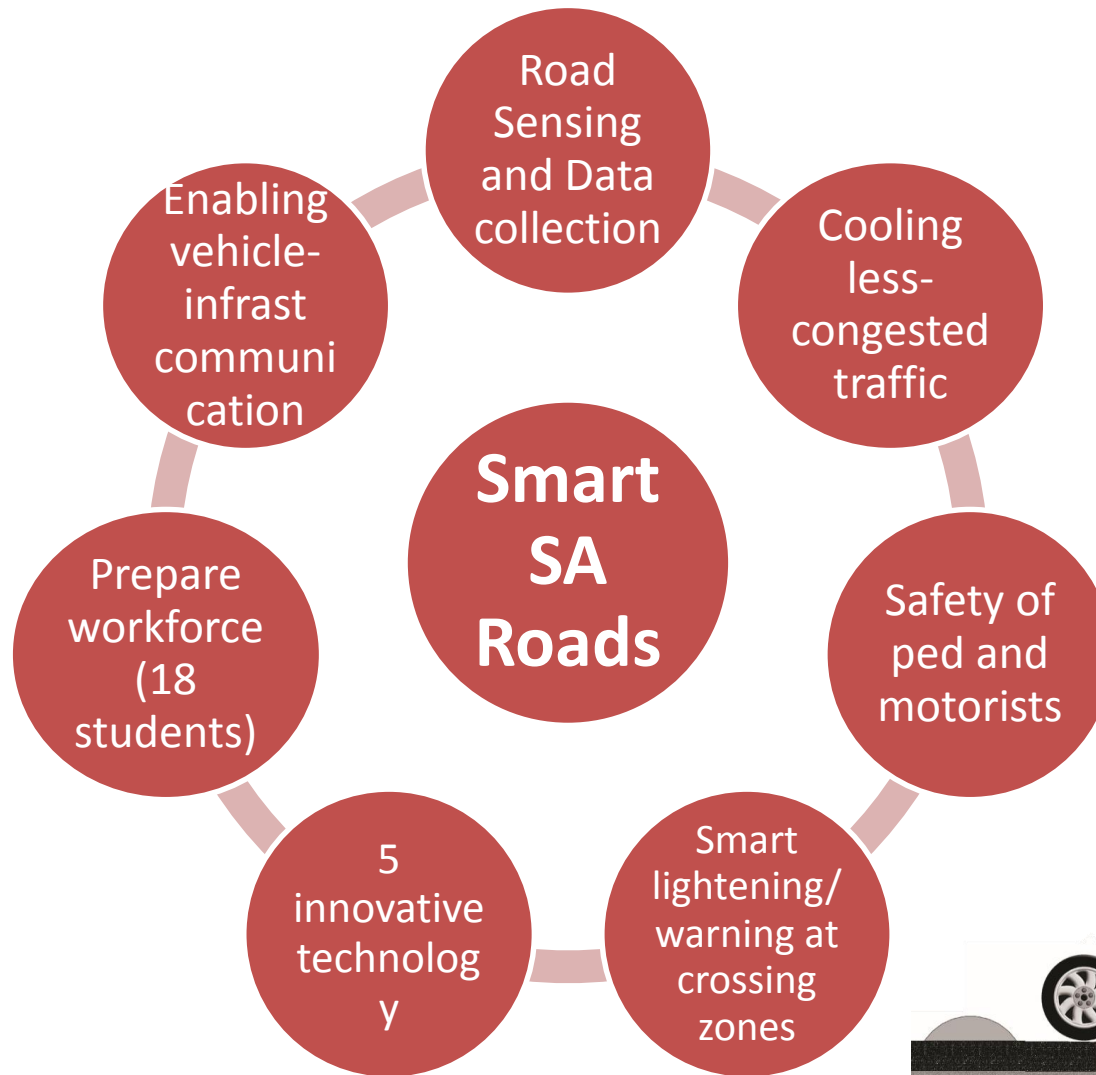 Road
Sensing
and Data
collection
Cooling
less-
congested
traffic
Safety of
ped and
motorists
Smart
lightening/
warning at
crossing
zones
5
innovative
technolog
y
Prepare
workforce
(18
students)
Enabling
vehicle-
infrast
communi
cation
Smart
SA
Roads